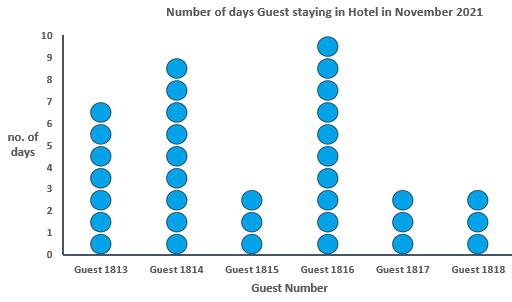 Number of days Guest staying in Hotel in November 2021
10
9
8
7
6
5
4
3
2
1
0
no. of
days
Guest 1813 Guest 1814 Guest 1815 Guest 1816 Guest 1817 Guest 1818
Guest Number